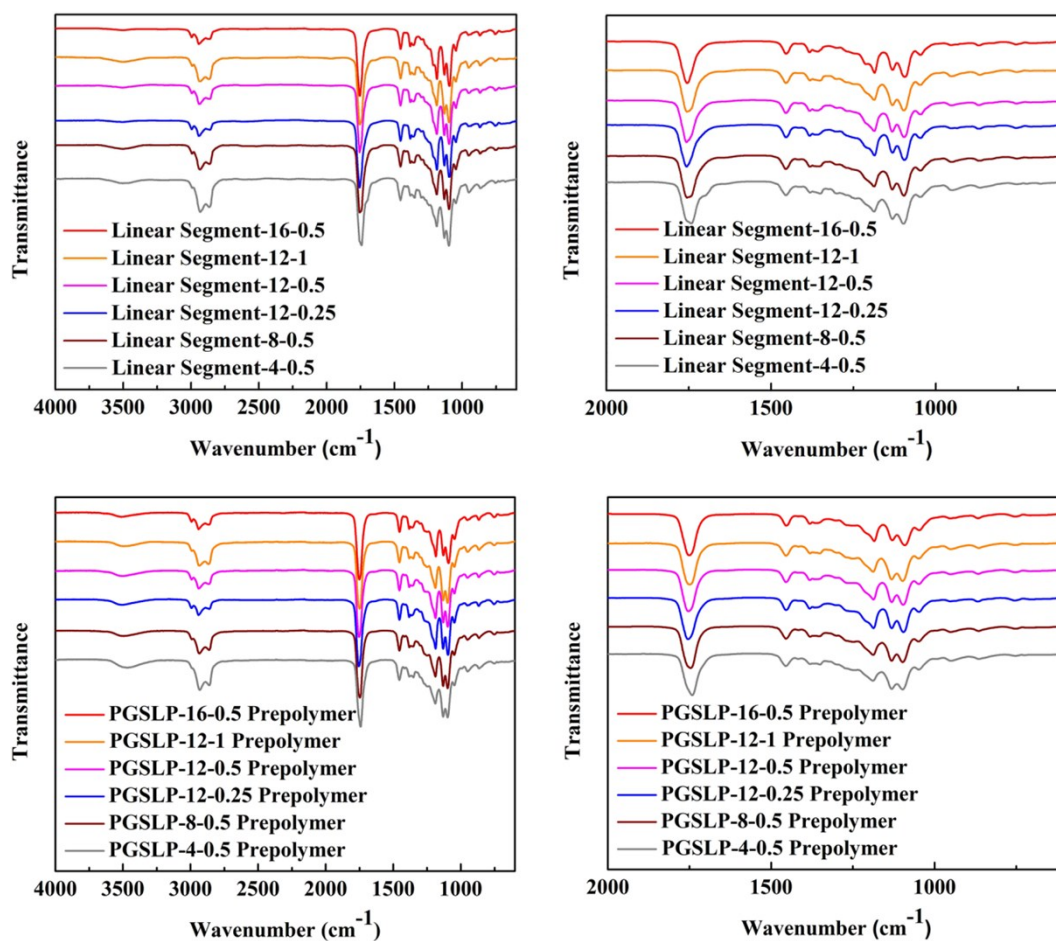 Transmittance
Linear Segment-16-0.5
Linear Segment-12-1
Linear Segment-12-0.5
Linear Segment-12-0.25
Linear Segment-8-0.5
Linear Segment-4-0.5
4000 3500 3000 2500 2000 1500 1000
Wavenumber (cm⁻¹)
Transmittance
Linear Segment-16-0.5
Linear Segment-12-1
Linear Segment-12-0.5
Linear Segment-12-0.25
Linear Segment-8-0.5
Linear Segment-4-0.5
2000 1500 1000
Wavenumber (cm⁻¹)
Transmittance
PGSLP-16-0.5 Prepolymer
PGSLP-12-1 Prepolymer
PGSLP-12-0.5 Prepolymer
PGSLP-12-0.25 Prepolymer
PGSLP-8-0.5 Prepolymer
PGSLP-4-0.5 Prepolymer
4000 3500 3000 2500 2000 1500 1000
Wavenumber (cm⁻¹)
Transmittance
PGSLP-16-0.5 Prepolymer
PGSLP-12-1 Prepolymer
PGSLP-12-0.5 Prepolymer
PGSLP-12-0.25 Prepolymer
PGSLP-8-0.5 Prepolymer
PGSLP-4-0.5 Prepolymer
2000 1500 1000
Wavenumber (cm⁻¹)